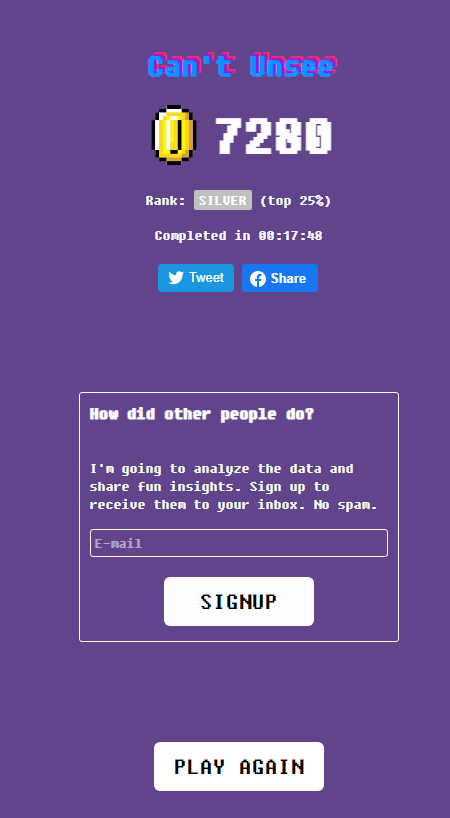 Can't Unsee
7280
Rank: SILVER (top 25%)
Completed in 00:17:48
Tweet Share
How did other people do?
I'm going to analyze the data and
share fun insights. Sign up to
receive them to your inbox. No spam.
E-mail
SIGNUP
PLAY AGAIN